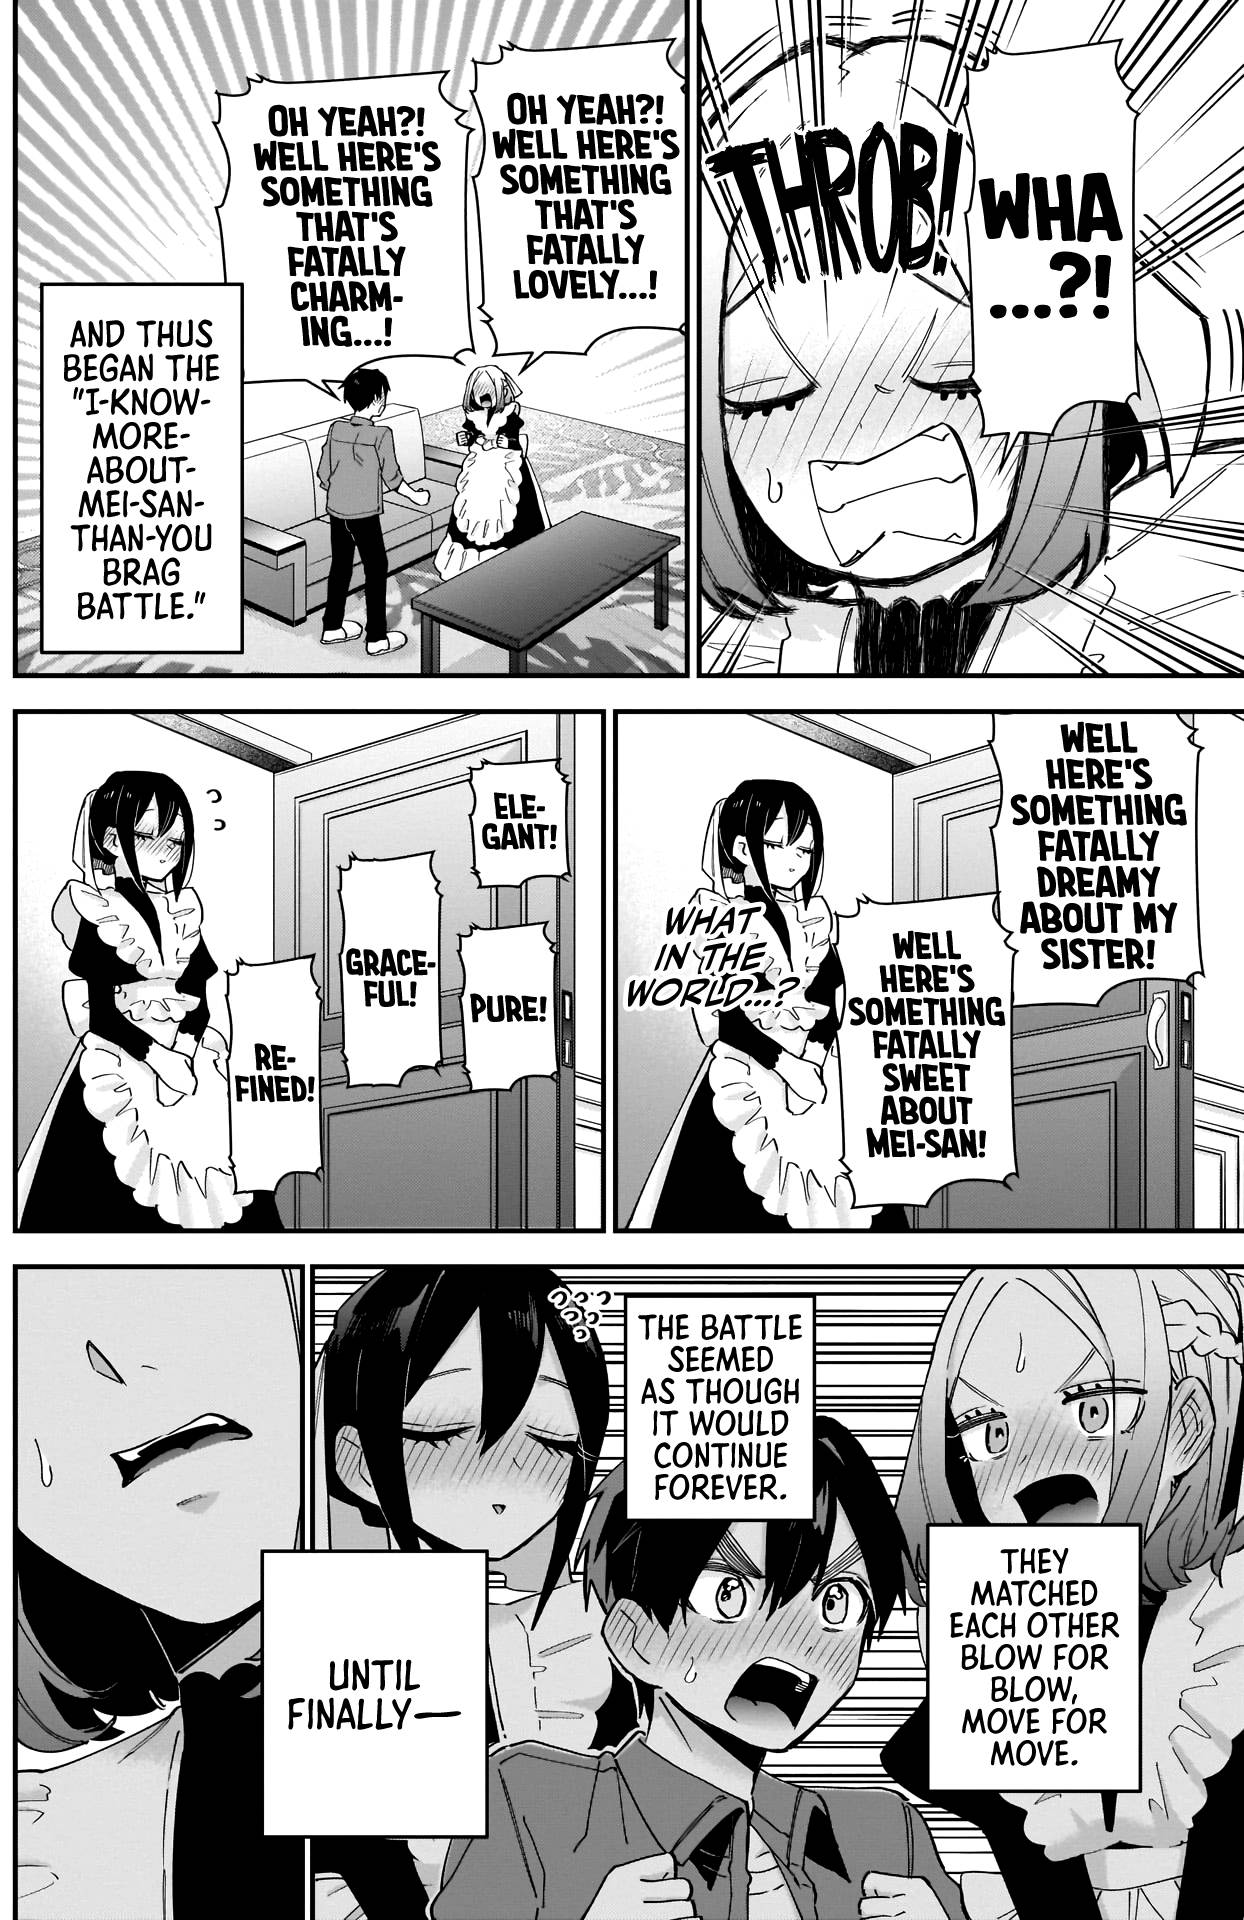 WHA
...?!
THROB!
OH YEAH?!
WELL HERE'S
SOMETHING
THAT'S
FATALLY
LOVELY...!
OH YEAH?!
WELL HERE'S
SOMETHING
THAT'S
FATALLY
CHARM-
ING...!
AND THUS
BEGAN THE
"I-KNOW-
MORE-
ABOUT-
MEI-SAN-
THAN-YOU
BRAG
BATTLE."
WELL
HERE'S
SOMETHING
FATALLY
DREAMY
ABOUT MY
SISTER!
WELL
HERE'S
SOMETHING
FATALLY
SWEET
ABOUT
MEI-SAN!
WHAT
IN THE
WORLD...?
ELE-
GANT!
PURE!
GRACE-
FUL!
RE-
FINED!
THEY
MATCHED
EACH OTHER
BLOW FOR
BLOW,
MOVE FOR
MOVE.
THE BATTLE
SEEMED
AS THOUGH
IT WOULD
CONTINUE
FOREVER.
UNTIL
FINALLY—